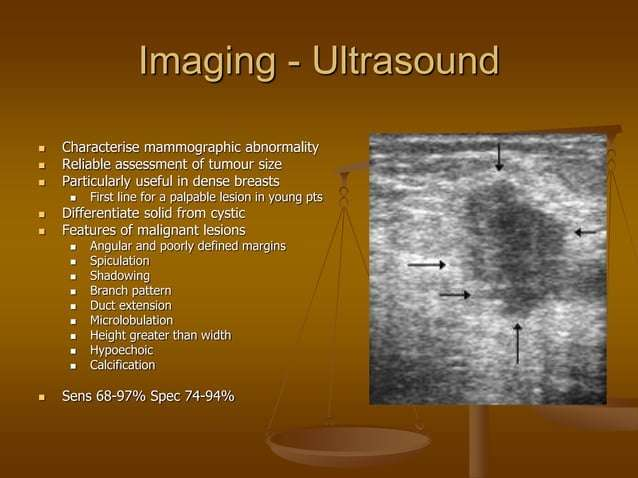 Imaging - Ultrasound
Characterise mammographic abnormality
Reliable assessment of tumour size
Particularly useful in dense breasts
First line for a palpable lesion in young pts
Differentiate solid from cystic
Features of malignant lesions
Angular and poorly defined margins
Spiculation
Shadowing
Branch pattern
Duct extension
Microlobulation
Height greater than width
Hypoechoic
Calcification
Sens 68-97% Spec 74-94%